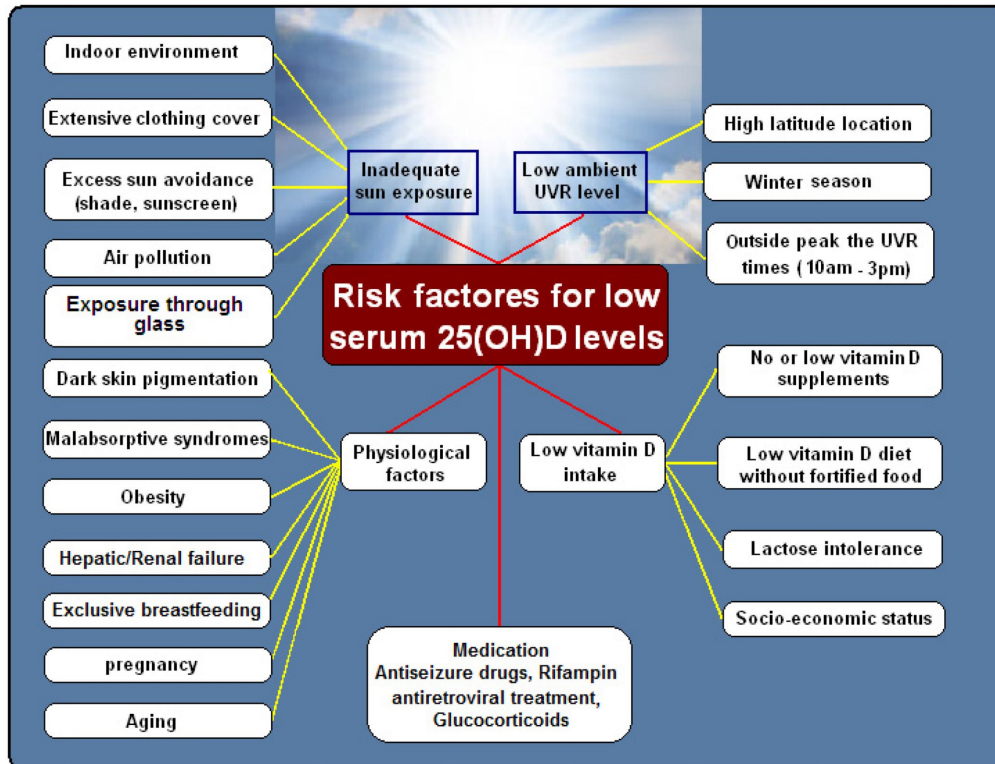 Indoor environment
Extensive clothing cover
Excess sun avoidance
(shade, sunscreen)
Air pollution
Exposure through
glass
Inadequate
sun exposure
Low ambient
UVR level
High latitude location
Winter season
Outside peak the UVR
times (10am - 3pm)
Risk factores for low
serum 25(OH)D levels
Dark skin pigmentation
Malabsorptive syndromes
Obesity
Hepatic/Renal failure
Exclusive breastfeeding
pregnancy
Aging
Physiological
factors
Low vitamin D
intake
No or low vitamin D
supplements
Low vitamin D diet
without fortified food
Lactose intolerance
Socio-economic status
Medication
Antiseizure drugs, Rifampin
antiretroviral treatment,
Glucocorticoids